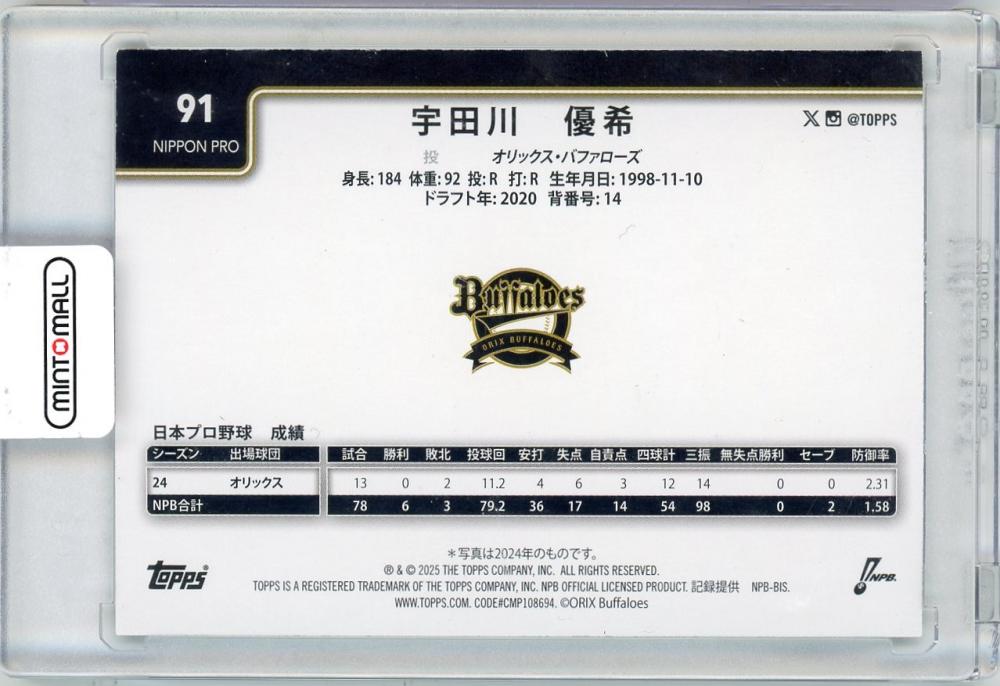 91
NIPPON PRO
宇田川 優希
@TOPPS
投 オリックス・バファローズ
身長: 184 体重: 92 投: R 打: R 生年月日: 1998-11-10
ドラフト年: 2020 背番号: 14
MINTOMALL
Buffaloes
ORIX BUFFALOES
日本プロ野球 成績
シーズン 出場球団 試合 勝利 敗北 投球回 安打 失点 自責点 四球計 三振 無失点勝利 セーブ 防御率
24 オリックス 13 0 2 11.2 4 6 3 12 14 0 0 2.31
NPB合計 78 6 3 79.2 36 17 14 54 98 0 2 1.58
＊写真は2024年のものです。
® & © 2025 THE TOPPS COMPANY, INC. ALL RIGHTS RESERVED.
TOPPS IS A REGISTERED TRADEMARK OF THE TOPPS COMPANY, INC. NPB OFFICIAL LICENSED PRODUCT. 記録提供 NPB-BIS.
WWW.TOPPS.COM. CODE#CMP108694. ©ORIX Buffaloes
topps
NPB.